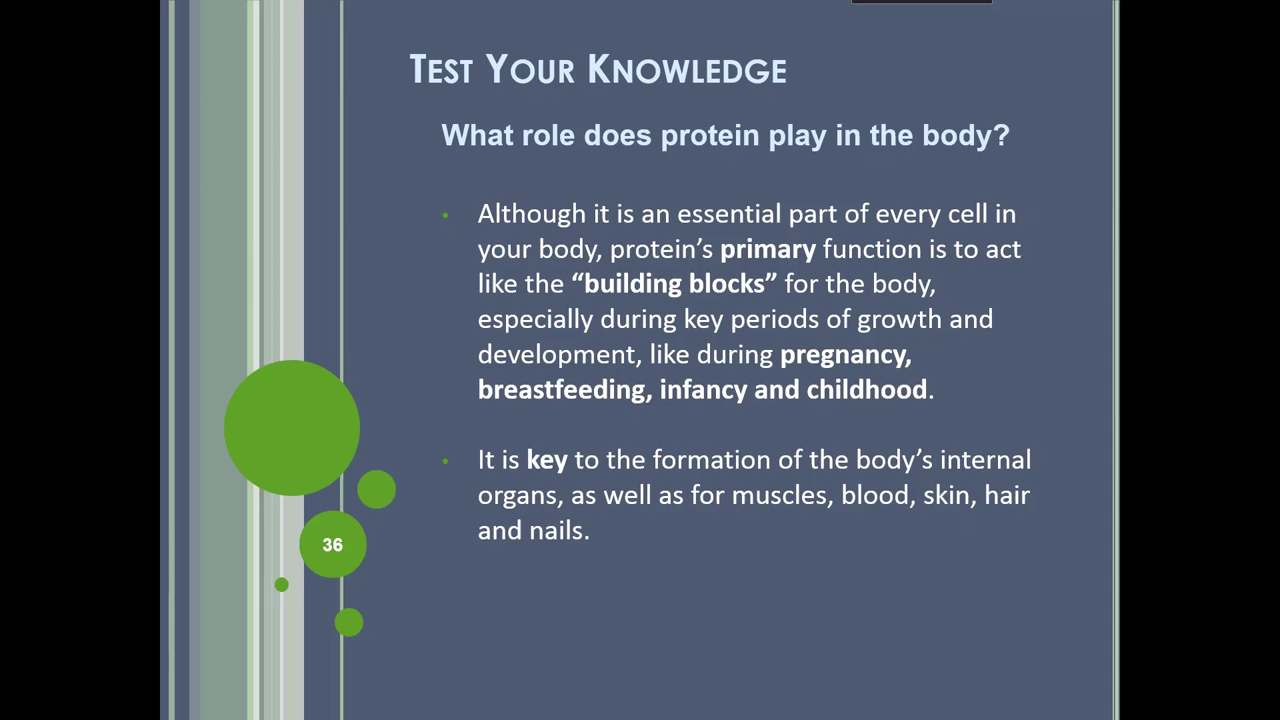 TEST YOUR KNOWLEDGE
What role does protein play in the body?
• Although it is an essential part of every cell in
your body, protein’s primary function is to act
like the “building blocks” for the body,
especially during key periods of growth and
development, like during pregnancy,
breastfeeding, infancy and childhood.
• It is key to the formation of the body’s internal
organs, as well as for muscles, blood, skin, hair
and nails.
36